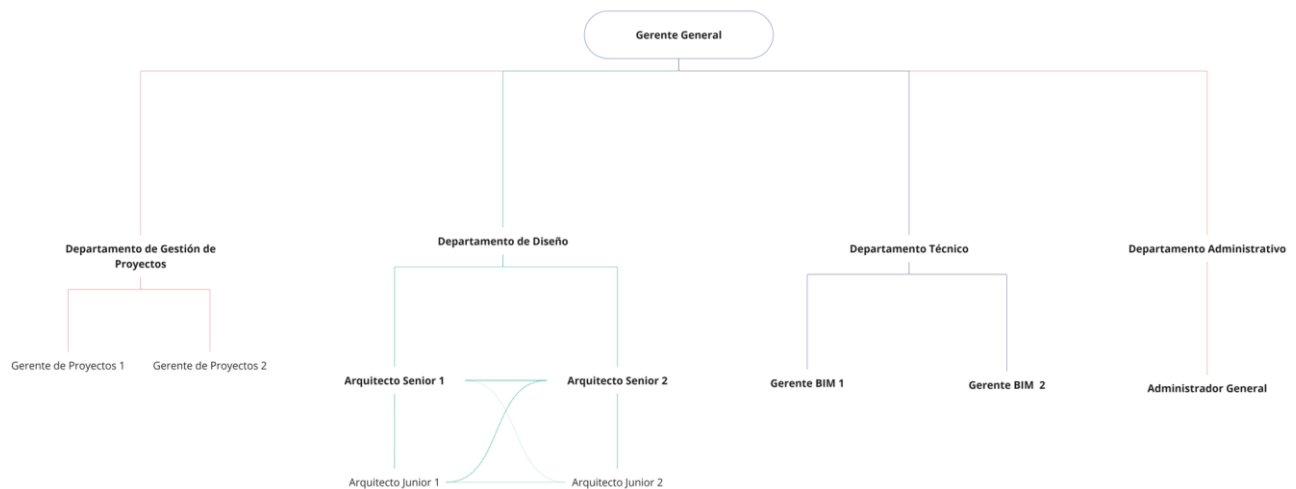 Gerente General
Departamento de Gestión de
Proyectos
Departamento de Diseño
Departamento Técnico
Departamento Administrativo
Gerente de Proyectos 1
Gerente de Proyectos 2
Arquitecto Senior 1
Arquitecto Senior 2
Gerente BIM 1
Gerente BIM 2
Administrador General
Arquitecto Junior 1
Arquitecto Junior 2